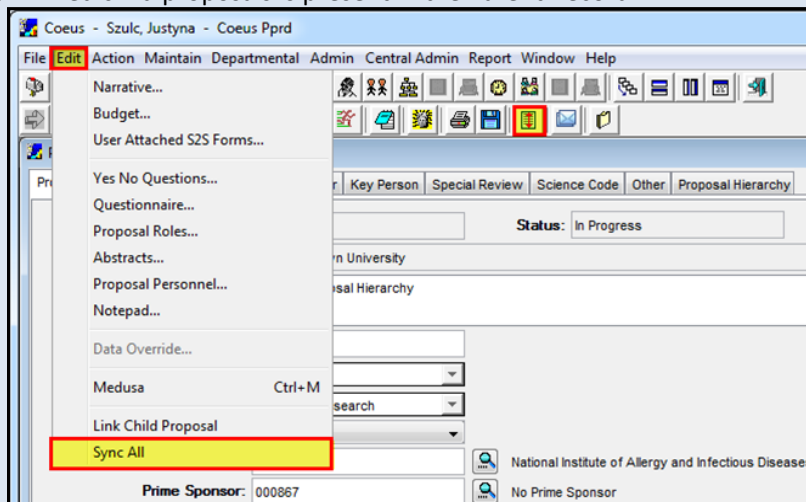 Coeus - Szulc, Justyna - Coeus Pprd
File Edit Action Maintain Departmental Admin Central Admin Report Window Help
Narrative...
Budget...
User Attached S2S Forms...
Yes No Questions...
Questionnaire...
Proposal Roles...
Abstracts...
Proposal Personnel...
Notepad...
Data Override...
Medusa Ctrl+M
Link Child Proposal
Sync All
Key Person Special Review Science Code Other Proposal Hierarchy
Status: In Progress
University
Hierarchy
National Institute of Allergy and Infectious Disease
Prime Sponsor: 000867 No Prime Sponsor